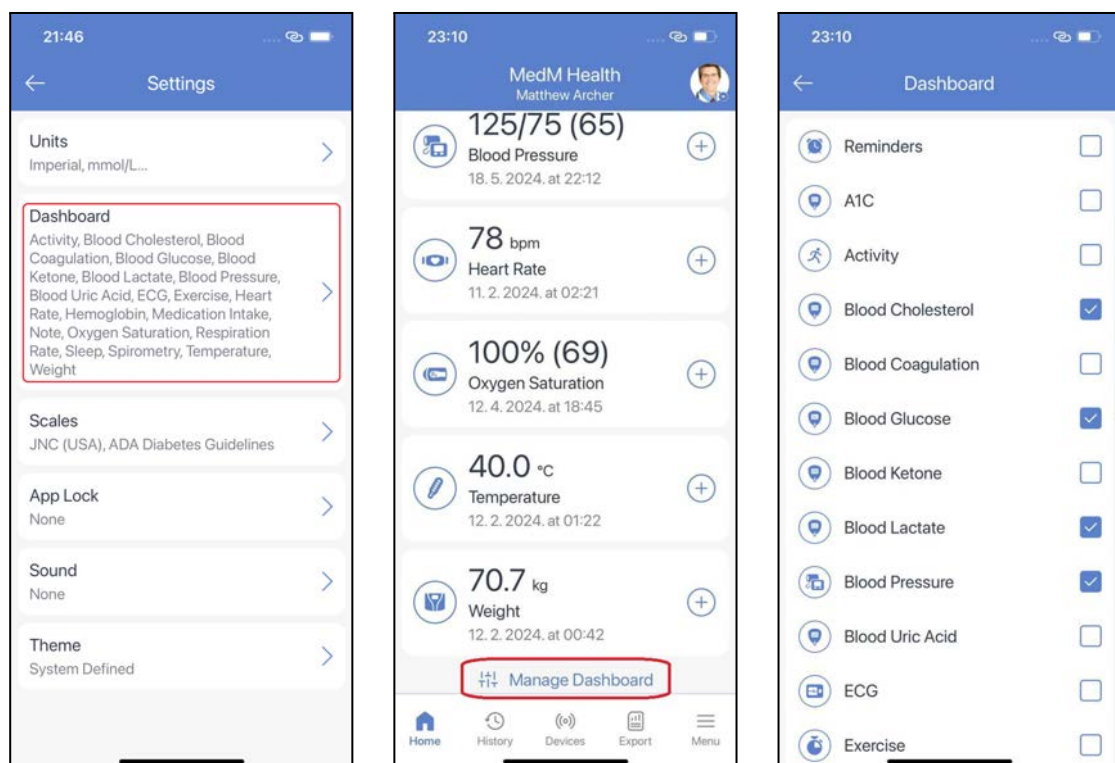 21:46
Settings
Units
Imperial, mmol/L...
Dashboard
Activity, Blood Cholesterol, Blood
Coagulation, Blood Glucose, Blood
Ketone, Blood Lactate, Blood Pressure,
Blood Uric Acid, ECG, Exercise, Heart
Rate, Hemoglobin, Medication Intake,
Note, Oxygen Saturation, Respiration
Rate, Sleep, Spirometry, Temperature,
Weight
Scales
JNC (USA), ADA Diabetes Guidelines
App Lock
None
Sound
None
Theme
System Defined
23:10
MedM Health
Matthew Archer
125/75 (65)
Blood Pressure
18. 5. 2024. at 22:12
78 bpm
Heart Rate
11. 2. 2024. at 02:21
100% (69)
Oxygen Saturation
12. 4. 2024. at 18:45
40.0 °C
Temperature
12. 2. 2024. at 01:22
70.7 kg
Weight
12. 2. 2024. at 00:42
Manage Dashboard
Home History Devices Export Menu
23:10
Dashboard
Reminders
A1C
Activity
Blood Cholesterol
Blood Coagulation
Blood Glucose
Blood Ketone
Blood Lactate
Blood Pressure
Blood Uric Acid
ECG
Exercise